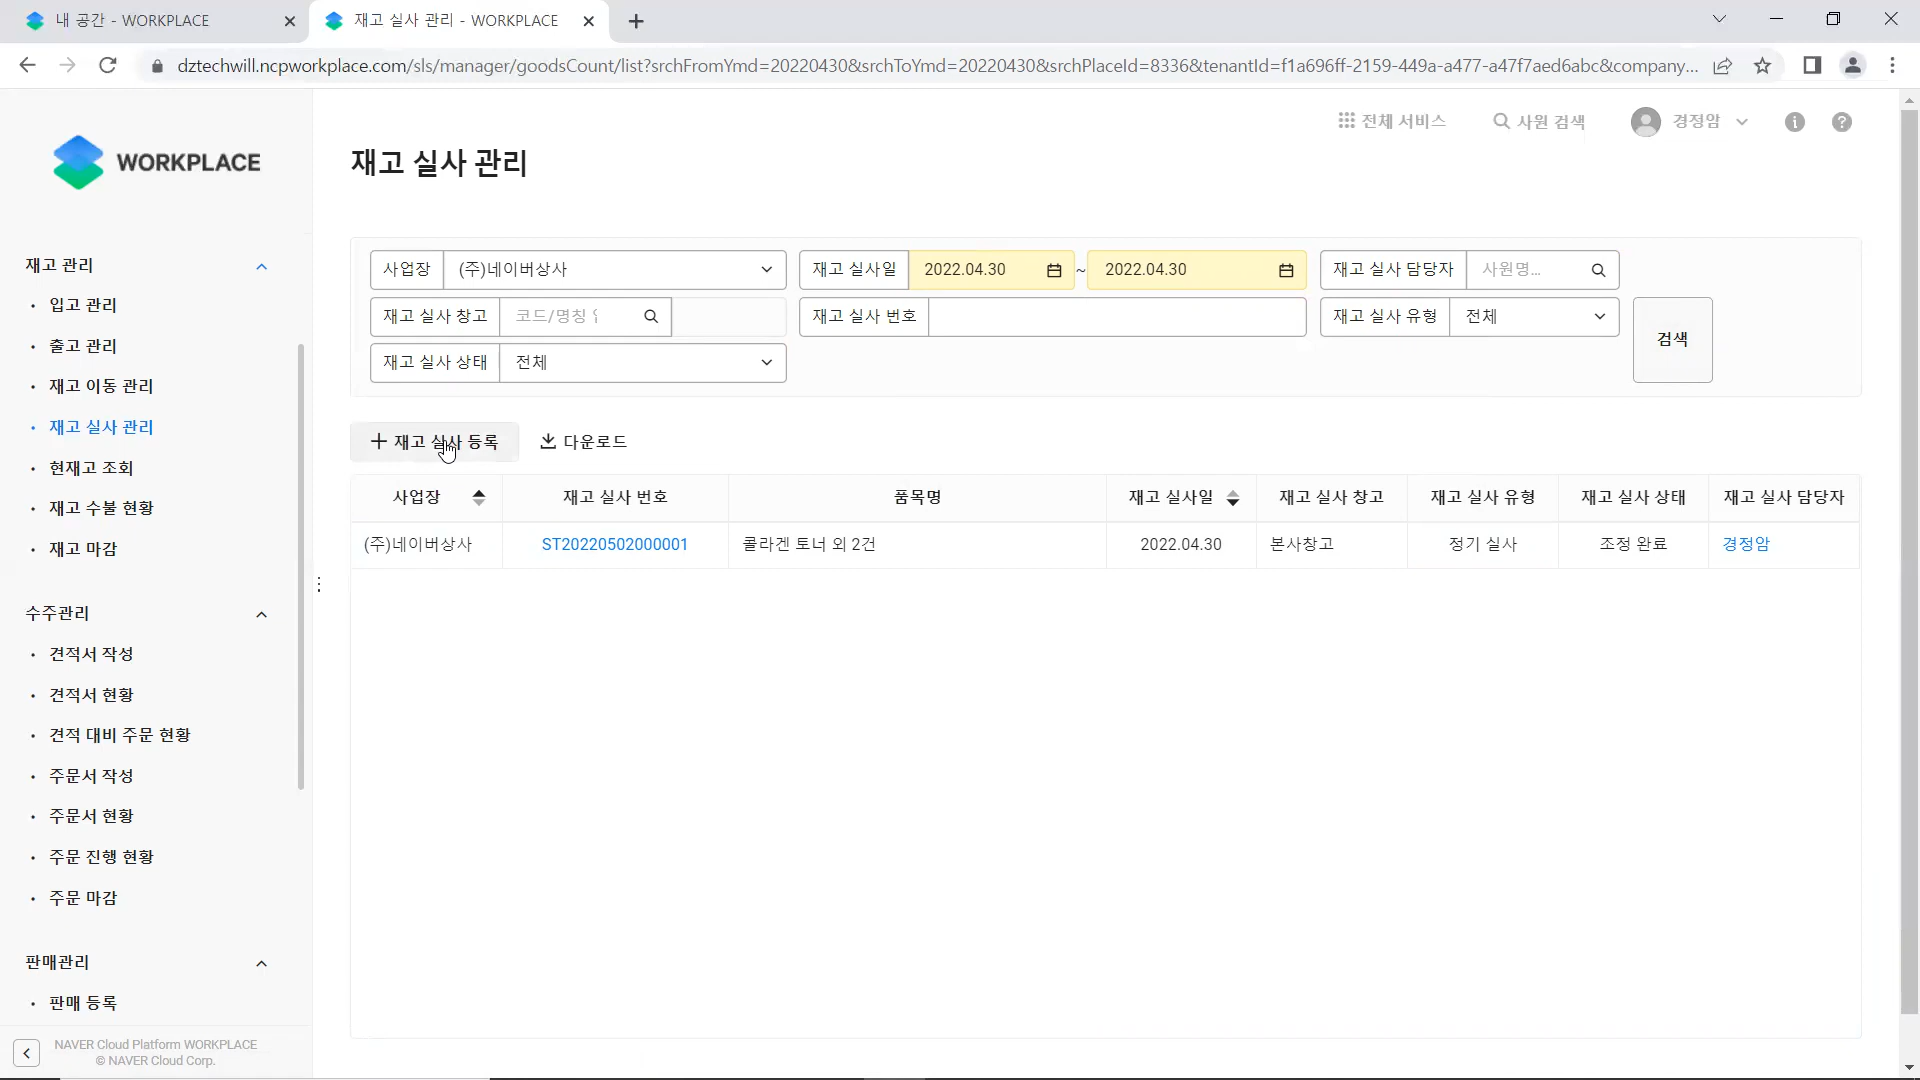 내 공간 - WORKPLACE
재고 실사 관리 - WORKPLACE
dztechwill.ncpworkplace.com/sls/manager/goodsCount/list?srchFromYmd=20220430&srchToYmd=20220430&srchPlaceId=8336&tenantId=f1a696ff-2159-449a-a477-a47f7aed6abc&company...
WORKPLACE
전체 서비스
사원 검색
경정암
재고 실사 관리
재고 관리
입고 관리
출고 관리
재고 이동 관리
재고 실사 관리
현재고 조회
재고 수불 현황
재고 마감
수주관리
견적서 작성
견적서 현황
견적 대비 주문 현황
주문서 작성
주문서 현황
주문 진행 현황
주문 마감
판매관리
판매 등록
NAVER Cloud Platform WORKPLACE
© NAVER Cloud Corp.
사업장 (주)네이버상사 재고 실사일 2022.04.30 ~ 2022.04.30 재고 실사 담당자 사원명...
재고 실사 창고 코드/명칭 재고 실사 번호 재고 실사 유형 전체
재고 실사 상태 전체
검색
+ 재고 실사 등록 다운로드
사업장 재고 실사 번호 품목명 재고 실사일 재고 실사 창고 재고 실사 유형 재고 실사 상태 재고 실사 담당자
(주)네이버상사 ST20220502000001 콜라겐 토너 외 2건 2022.04.30 본사창고 정기 실사 조정 완료 경정암